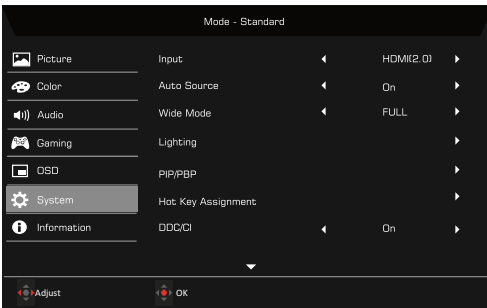 Mode - Standard
Picture
Input HDMI(2.0)
Color
Auto Source On
Audio
Wide Mode FULL
Gaming
Lighting
OSD
PIP/PBP
System
Hot Key Assignment
Information
DDC/CI On
Adjust OK